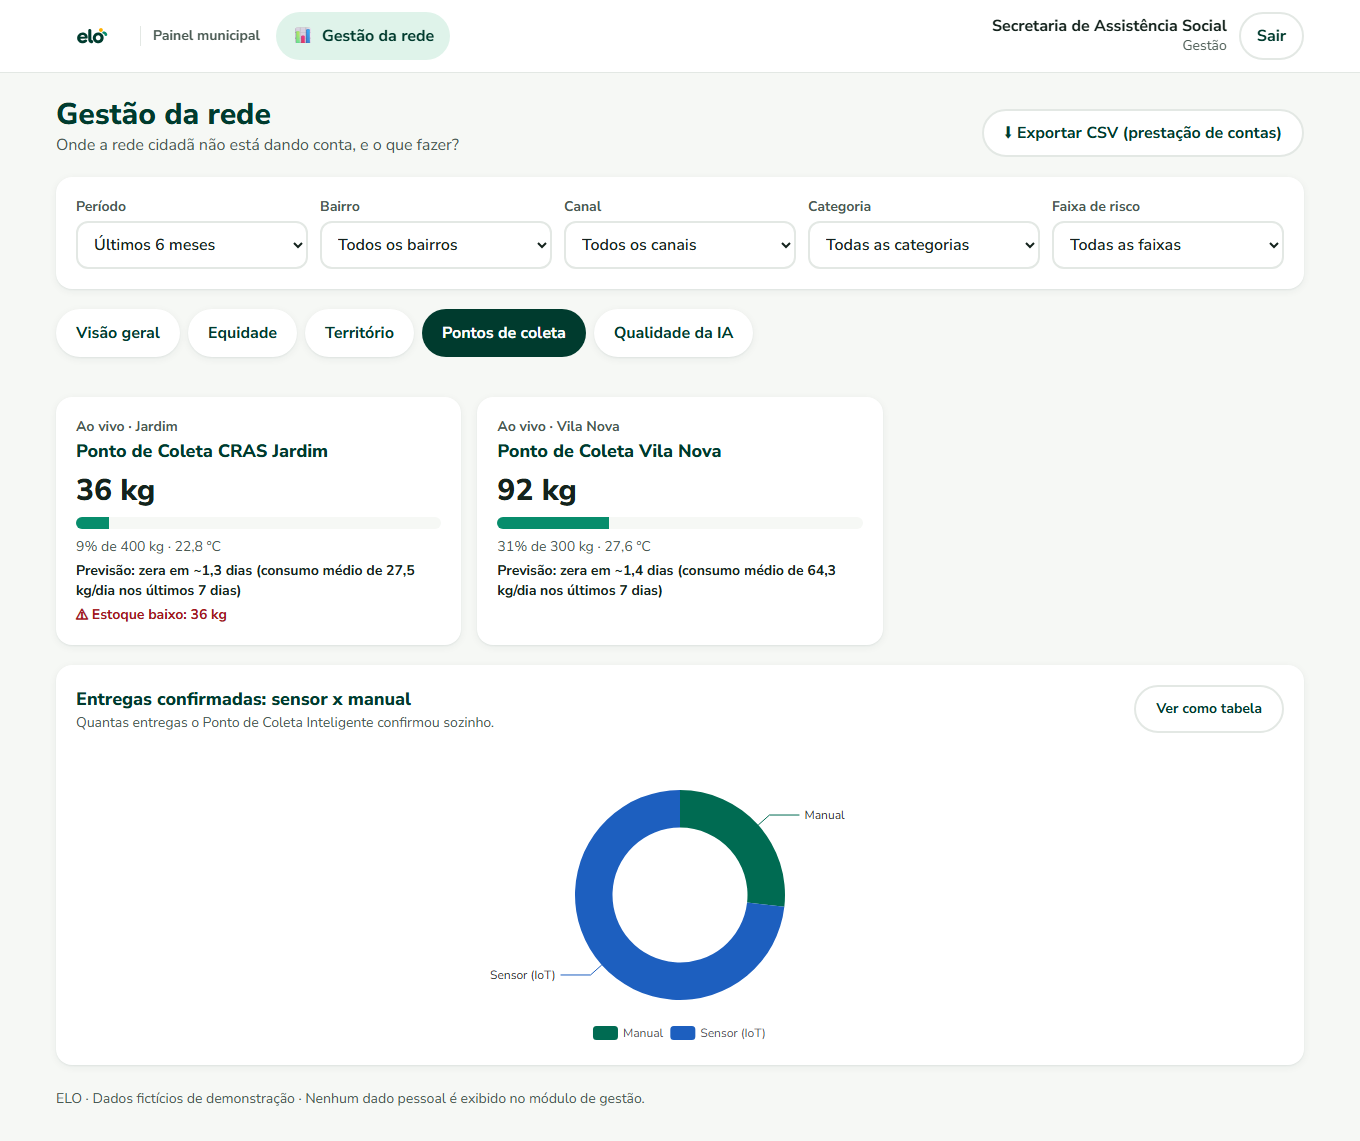 elo
Painel municipal
Gestão da rede
Secretaria de Assistência Social
Gestão
Sair
Gestão da rede
Onde a rede cidadã não está dando conta, e o que fazer?
⬇ Exportar CSV (prestação de contas)
Período
Bairro
Canal
Categoria
Faixa de risco
Últimos 6 meses
Todos os bairros
Todos os canais
Todas as categorias
Todas as faixas
Visão geral
Equidade
Território
Pontos de coleta
Qualidade da IA
Ao vivo · Jardim
Ponto de Coleta CRAS Jardim
36 kg
9% de 400 kg · 22,8 °C
Previsão: zera em ~1,3 dias (consumo médio de 27,5
kg/dia nos últimos 7 dias)
⚠ Estoque baixo: 36 kg
Ao vivo · Vila Nova
Ponto de Coleta Vila Nova
92 kg
31% de 300 kg · 27,6 °C
Previsão: zera em ~1,4 dias (consumo médio de 64,3
kg/dia nos últimos 7 dias)
Entregas confirmadas: sensor x manual
Quantas entregas o Ponto de Coleta Inteligente confirmou sozinho.
Ver como tabela
Manual
Sensor (IoT)
Manual
Sensor (IoT)
ELO · Dados fictícios de demonstração · Nenhum dado pessoal é exibido no módulo de gestão.